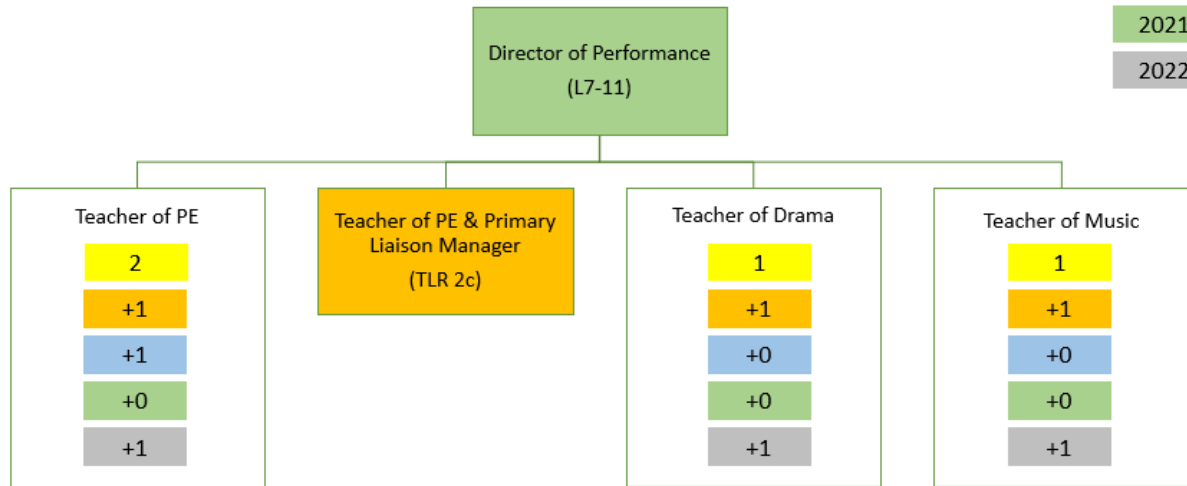 Director of Performance
(L7-11)
2021
2022
Teacher of PE
2
+1
+1
+0
+1
Teacher of PE & Primary
Liaison Manager
(TLR 2c)
Teacher of Drama
1
+1
+0
+0
+1
Teacher of Music
1
+1
+0
+0
+1